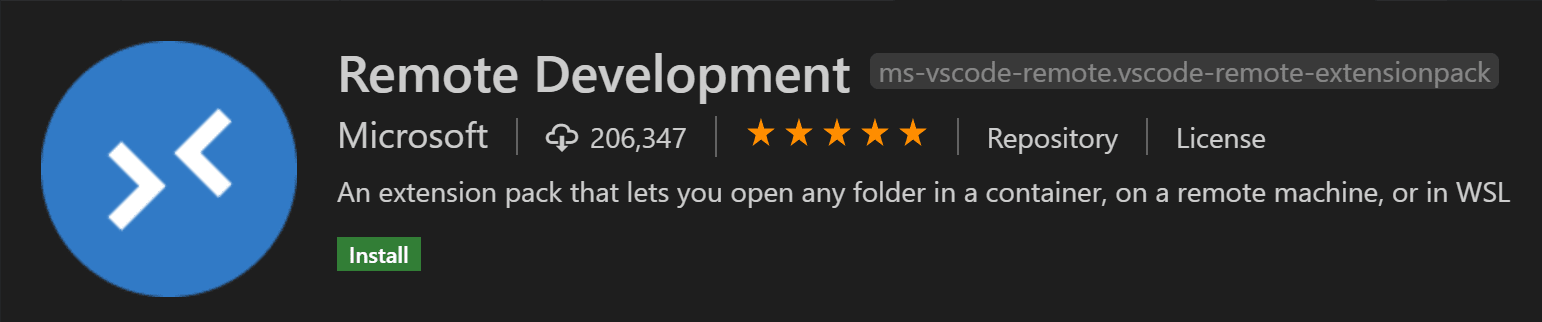 Remote Development ms-vscode-remote.vscode-remote-extensionpack
Microsoft 206,347 Repository License
An extension pack that lets you open any folder in a container, on a remote machine, or in WSL
Install